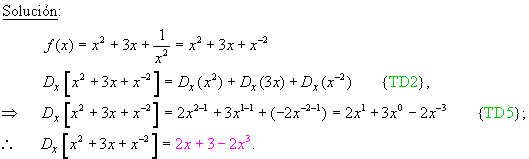 Solución:
f(x) = x² + 3x + 1/x² = x² + 3x + x⁻²
Dₓ[x² + 3x + x⁻²] = Dₓ(x²) + Dₓ(3x) + Dₓ(x⁻²) {TD2},
⇒ Dₓ[x² + 3x + x⁻²] = 2x²⁻¹ + 3x¹⁻¹ + (−2x⁻²⁻¹) = 2x¹ + 3x⁰ − 2x⁻³ {TD5};
∴ Dₓ[x² + 3x + x⁻²] = 2x + 3 − 2x³.